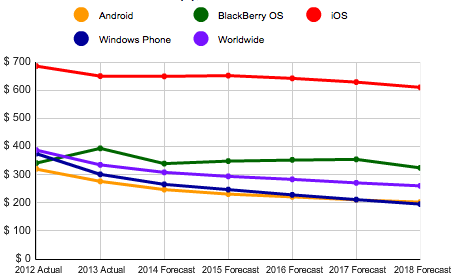 Android
BlackBerry OS
iOS
Windows Phone
Worldwide
$ 700
$ 600
$ 500
$ 400
$ 300
$ 200
$ 100
$ 0
2012 Actual
2013 Actual
2014 Forecast
2015 Forecast
2016 Forecast
2017 Forecast
2018 Forecast